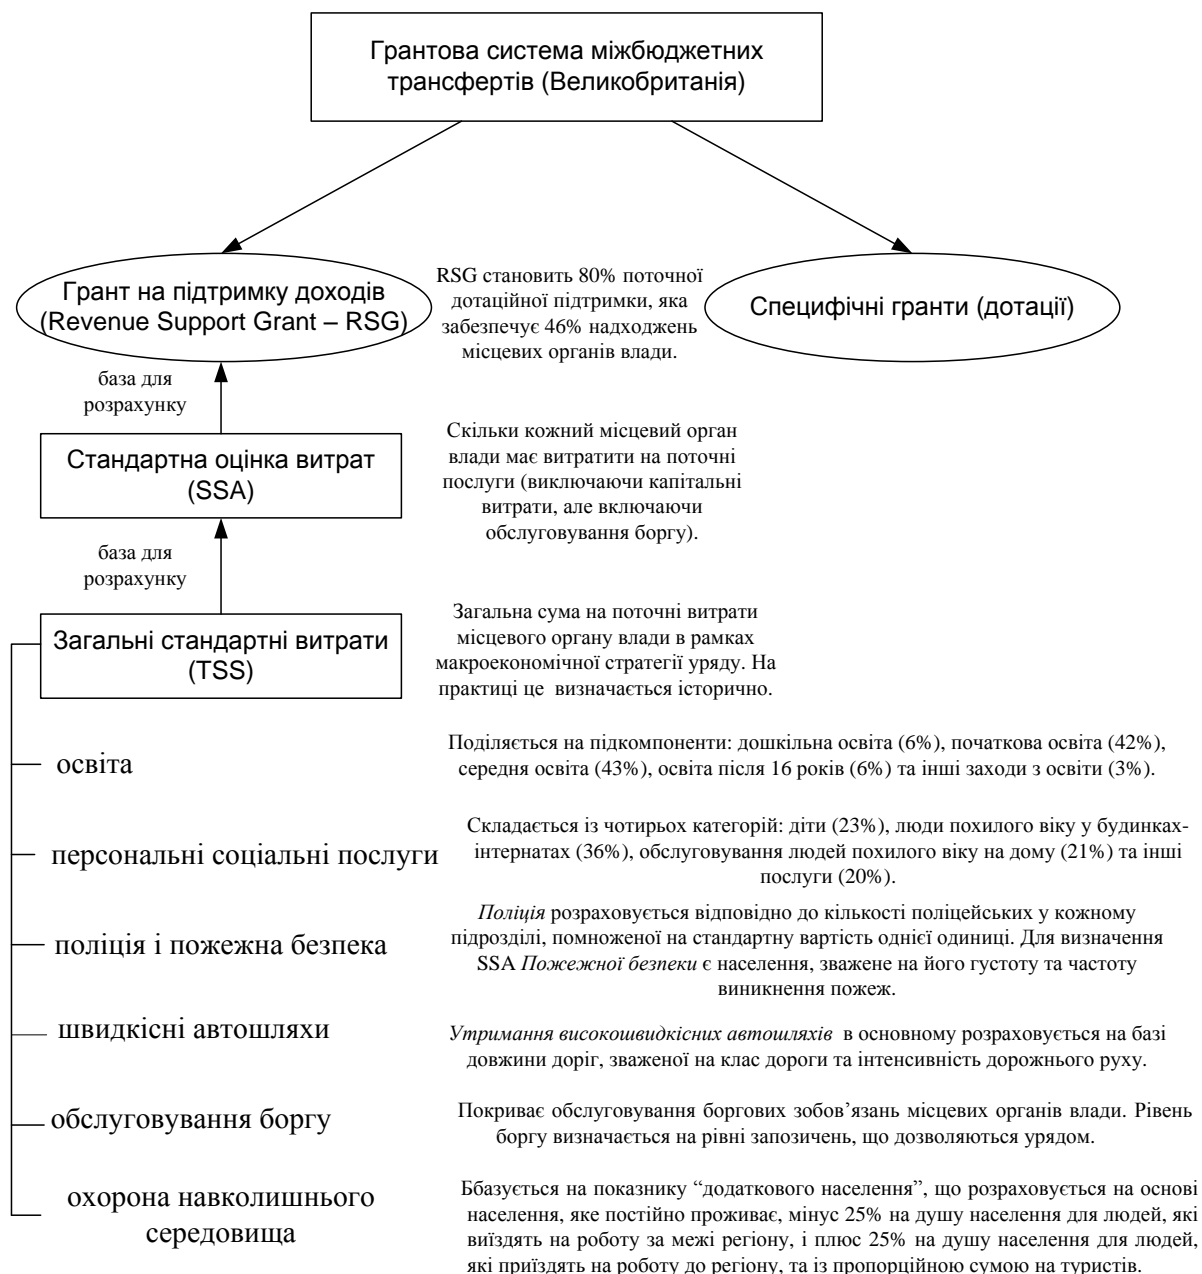 Грантова система міжбюджетних
трансфертів (Великобританія)
Грант на підтримку доходів
(Revenue Support Grant – RSG)
RSG становить 80% поточної
дотаційної підтримки, яка
забезпечує 46% надходжень
місцевих органів влади.
Специфічні гранти (дотації)
база для
розрахунку
Стандартна оцінка витрат
(SSA)
Скільки кожний місцевий орган
влади має витратити на поточні
послуги (виключаючи капітальні
витрати, але включаючи
обслуговування боргу).
база для
розрахунку
Загальні стандартні витрати
(TSS)
Загальна сума на поточні витрати
місцевого органу влади в рамках
макроекономічної стратегії уряду. На
практиці це визначається історично.
освіта
Поділяється на підкомпоненти: дошкільна освіта (6%), початкова освіта (42%),
середня освіта (43%), освіта після 16 років (6%) та інші заходи з освіти (3%).
персональні соціальні послуги
Складається із чотирьох категорій: діти (23%), люди похилого віку у будинках-
інтернатах (36%), обслуговування людей похилого віку на дому (21%) та інші
послуги (20%).
поліція і пожежна безпека
Поліція розраховується відповідно до кількості поліцейських у кожному
підрозділі, помноженої на стандартну вартість однієї одиниці. Для визначення
SSA Пожежної безпеки є населення, зважене на його густоту та частоту
виникнення пожеж.
швидкісні автошляхи
Утримання високошвидкісних автошляхів в основному розраховується на базі
довжини доріг, зваженої на клас дороги та інтенсивність дорожнього руху.
обслуговування боргу
Покриває обслуговування боргових зобов’язань місцевих органів влади. Рівень
боргу визначається на рівні запозичень, що дозволяються урядом.
охорона навколишнього
середовища
Ббазується на показнику “додаткового населення”, що розраховується на основі
населення, яке постійно проживає, мінус 25% на душу населення для людей, які
виїздять на роботу за межі регіону, і плюс 25% на душу населення для людей,
які приїздять на роботу до регіону, та із пропорційною сумою на туристів.